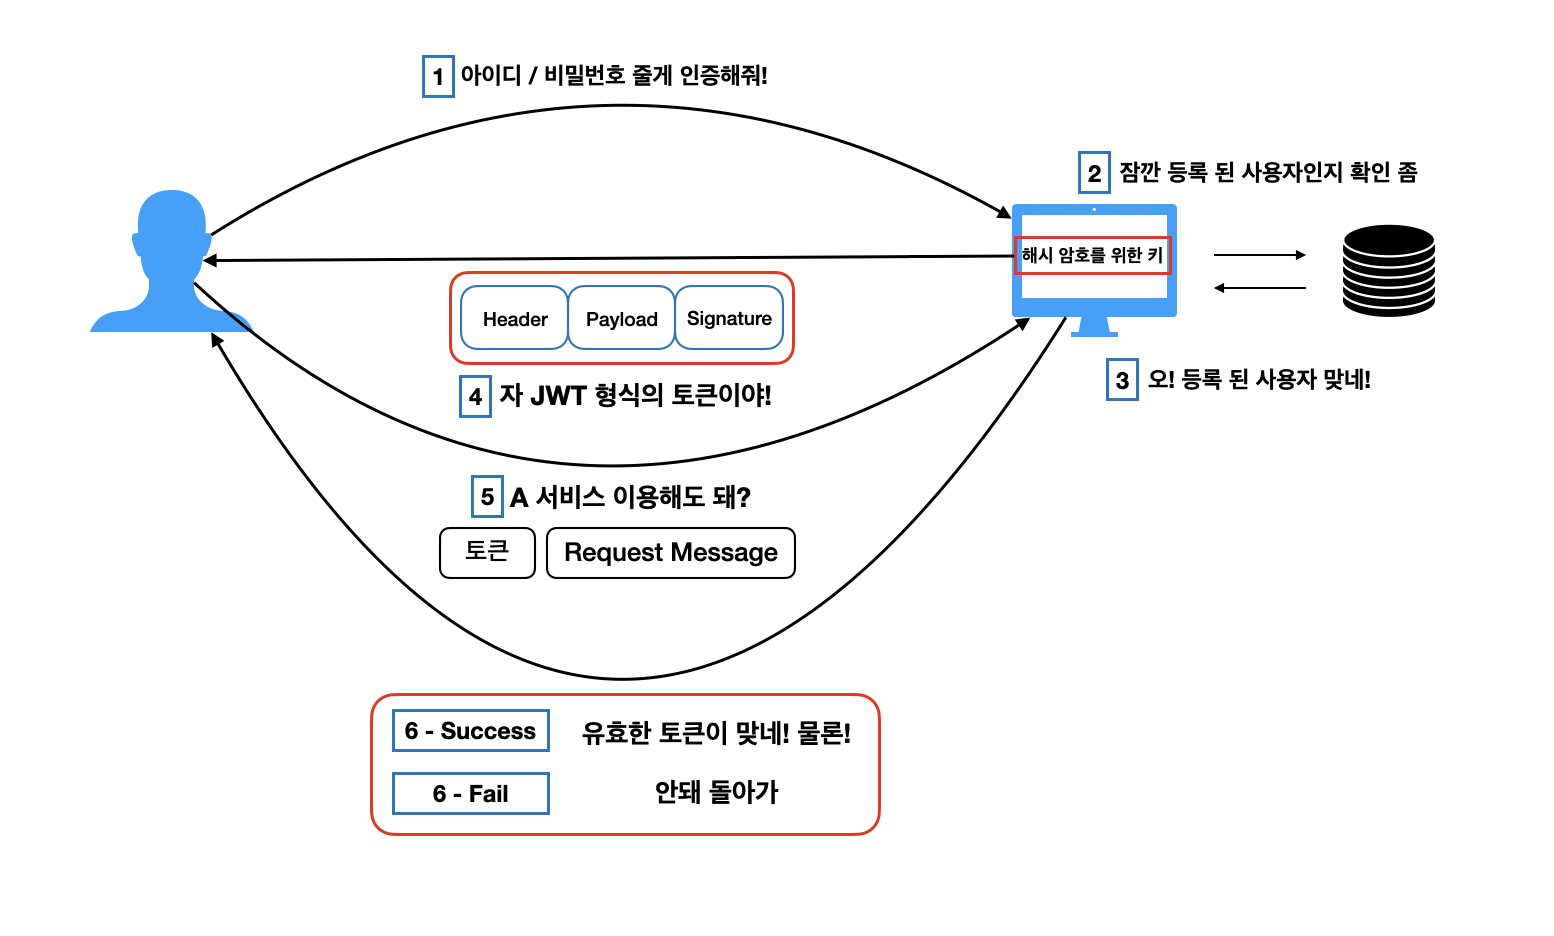 1 아이디 / 비밀번호 줄게 인증해줘!
2 잠깐 등록 된 사용자인지 확인 좀
해시 암호를 위한 키
Header Payload Signature
3 오! 등록 된 사용자 맞네!
4 자 JWT 형식의 토큰이야!
5 A 서비스 이용해도 돼?
토큰 Request Message
6 - Success 유효한 토큰이 맞네! 물론!
6 - Fail 안돼 돌아가